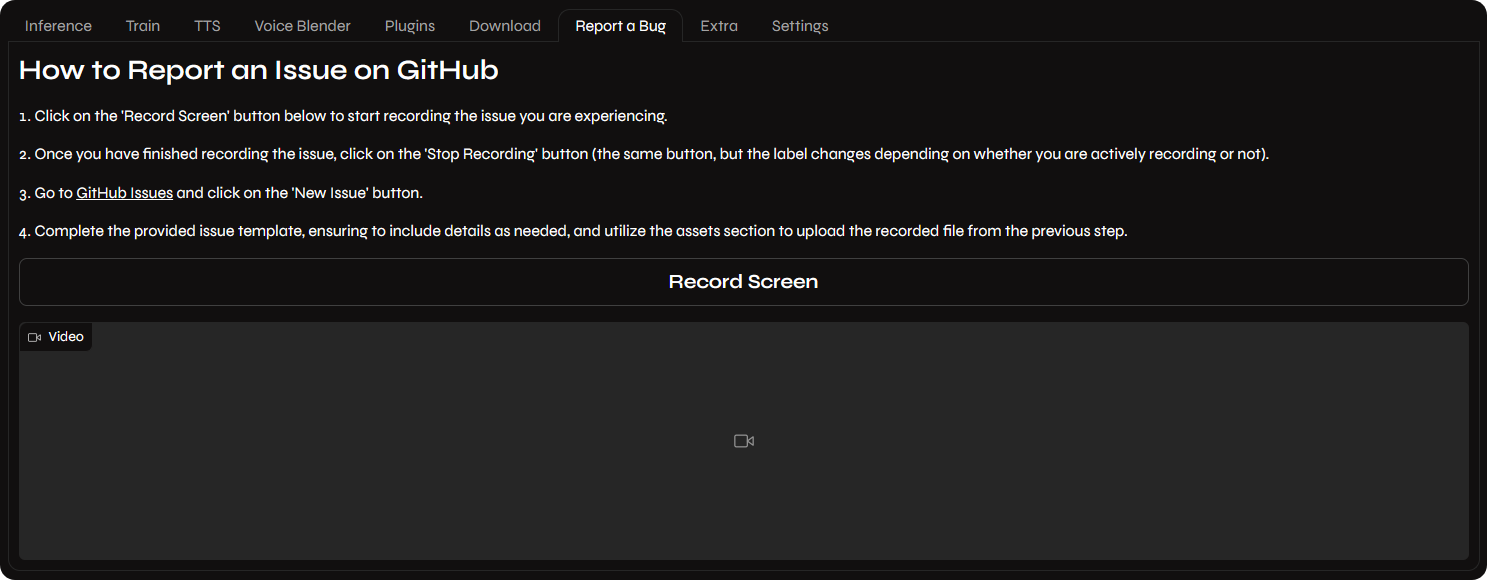 Inference Train TTS Voice Blender Plugins Download Report a Bug Extra Settings
How to Report an Issue on GitHub
1. Click on the 'Record Screen' button below to start recording the issue you are experiencing.
2. Once you have finished recording the issue, click on the 'Stop Recording' button (the same button, but the label changes depending on whether you are actively recording or not).
3. Go to GitHub Issues and click on the 'New Issue' button.
4. Complete the provided issue template, ensuring to include details as needed, and utilize the assets section to upload the recorded file from the previous step.
Record Screen
Video